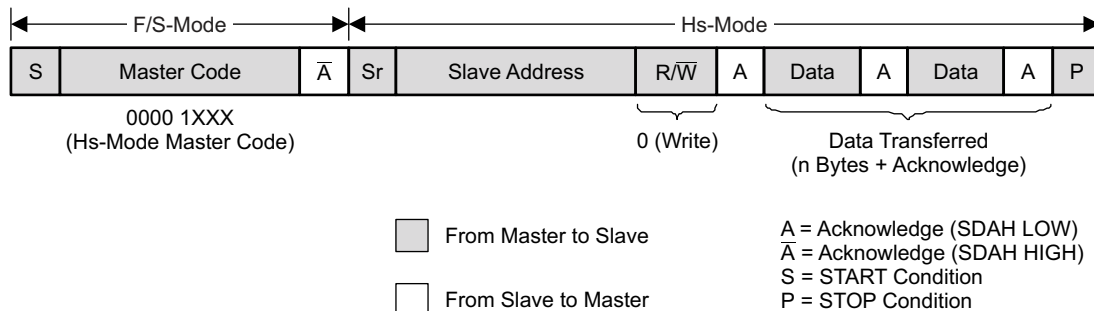 F/S-Mode Hs-Mode
S Master Code A̅ Sr Slave Address R/W̅ A Data A Data A P
0000 1XXX
(Hs-Mode Master Code)
0 (Write)
Data Transferred
(n Bytes + Acknowledge)
From Master to Slave
From Slave to Master
A = Acknowledge (SDAH LOW)
A̅ = Acknowledge (SDAH HIGH)
S = START Condition
P = STOP Condition